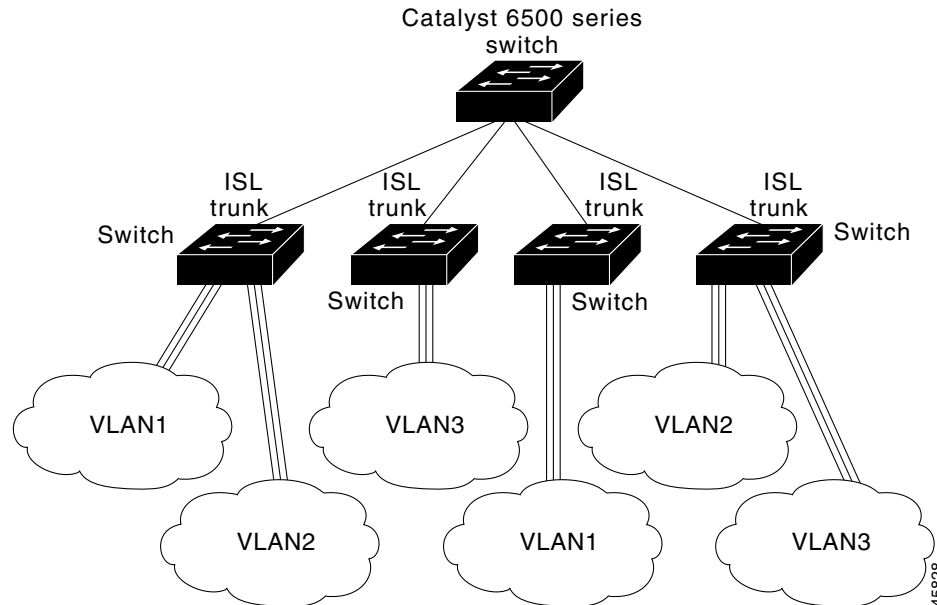 Catalyst 6500 series
switch
ISL
trunk
ISL
trunk
ISL
trunk
ISL
trunk
Switch
Switch
Switch
Switch
VLAN1
VLAN3
VLAN2
VLAN2
VLAN1
VLAN3
45828